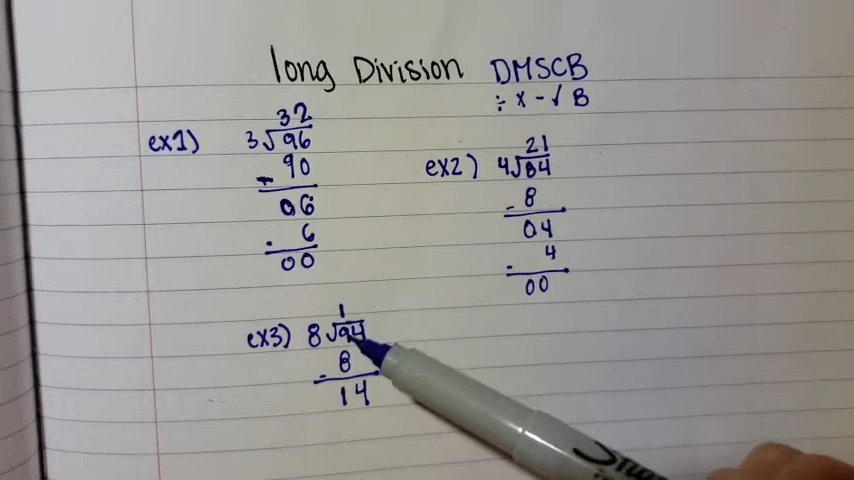 long Division DMSCB
÷ x - √ B
ex1) 32
3√96
- 90
06
- 6
00
ex2) 21
4√84
- 8
04
- 4
00
ex3) 1
8√94
- 8
14
Sharp